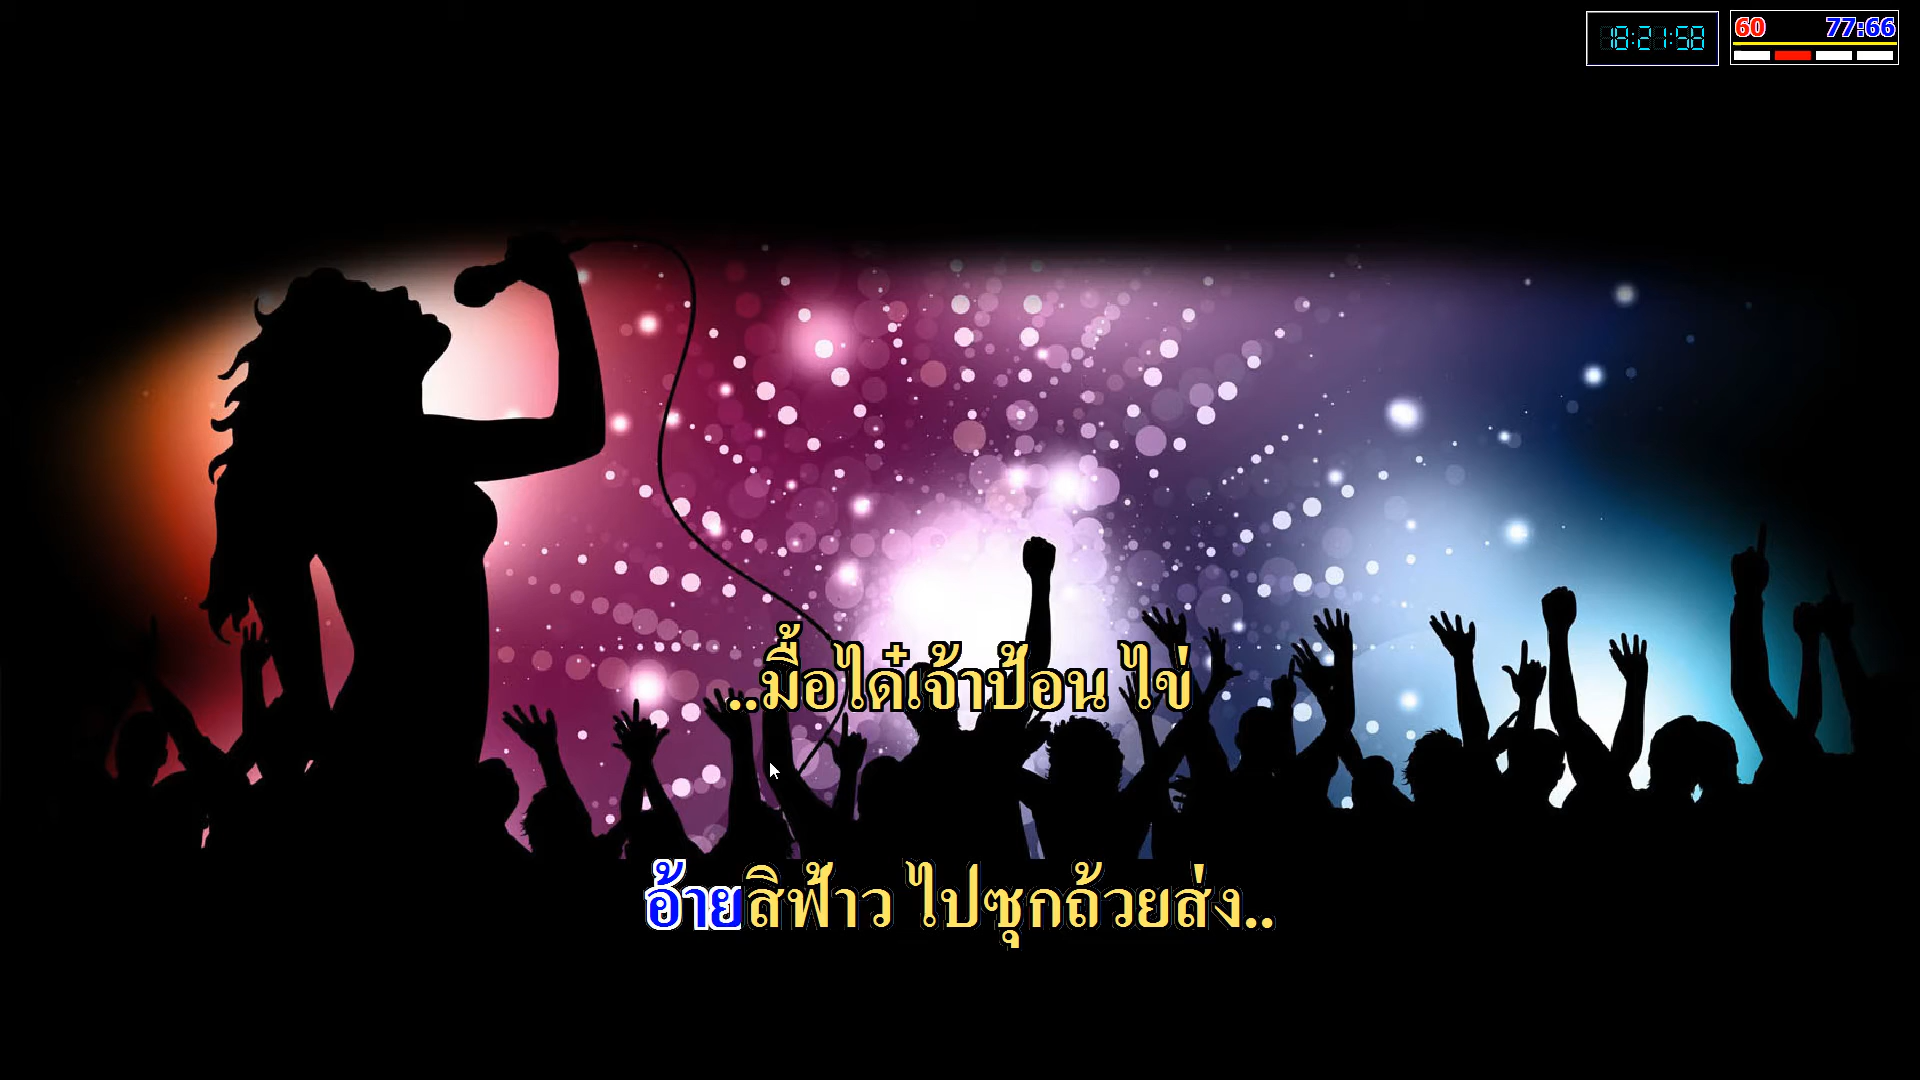 18:21:58
60 77:66
..มื้อได๋เจ้าป้อน ไข่
อ้ายสิฟ้าว ไปซุกถ้วยส่ง..